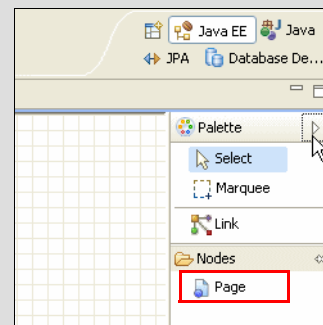 Java EE Java
JPA Database De...
Palette
Select
Marquee
Link
Nodes
Page